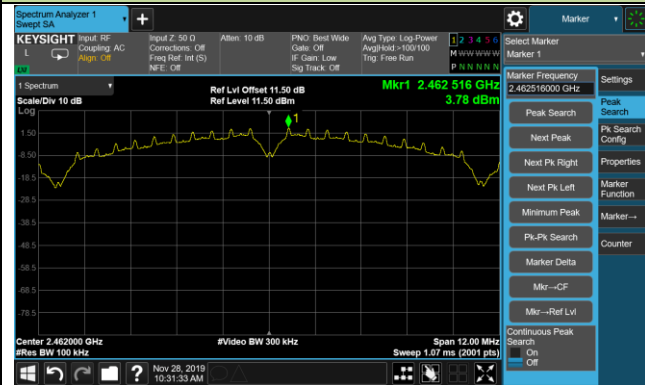 Spectrum Analyzer 1
Swept SA
+
Marker
KEYSIGHT
L
LNI
Input: RF
Coupling: AC
Align: Off
Input Z: 50 Ω
Corrections: Off
Freq Ref: Int (S)
NFE: Off
Atten: 10 dB
PNO: Best Wide
Gate: Off
IF Gain: Low
Sig Track: Off
Avg Type: Log-Power
Avg|Hold:>100/100
Trig: Free Run
1 2 3 4 5 6
M W W W W W
P N N N N N
Select Marker
Marker 1
1 Spectrum
Scale/Div 10 dB
Log
Ref Lvl Offset 11.50 dB
Ref Level 11.50 dBm
Mkr1 2.462 516 GHz
3.78 dBm
1
1.50
-8.50
-18.5
-28.5
-38.5
-48.5
-58.5
-68.5
-78.5
Center 2.462000 GHz
#Res BW 100 kHz
#Video BW 300 kHz
Span 12.00 MHz
Sweep 1.07 ms (2001 pts)
Marker Frequency
2.462516000 GHz
Peak Search
Next Peak
Next Pk Right
Next Pk Left
Minimum Peak
Pk-Pk Search
Marker Delta
Mkr→CF
Mkr→Ref Lvl
Continuous Peak
Search
On
Off
Settings
Peak
Search
Pk Search
Config
Properties
Marker
Function
Marker→
Counter
?
Nov 28, 2019
10:31:33 AM